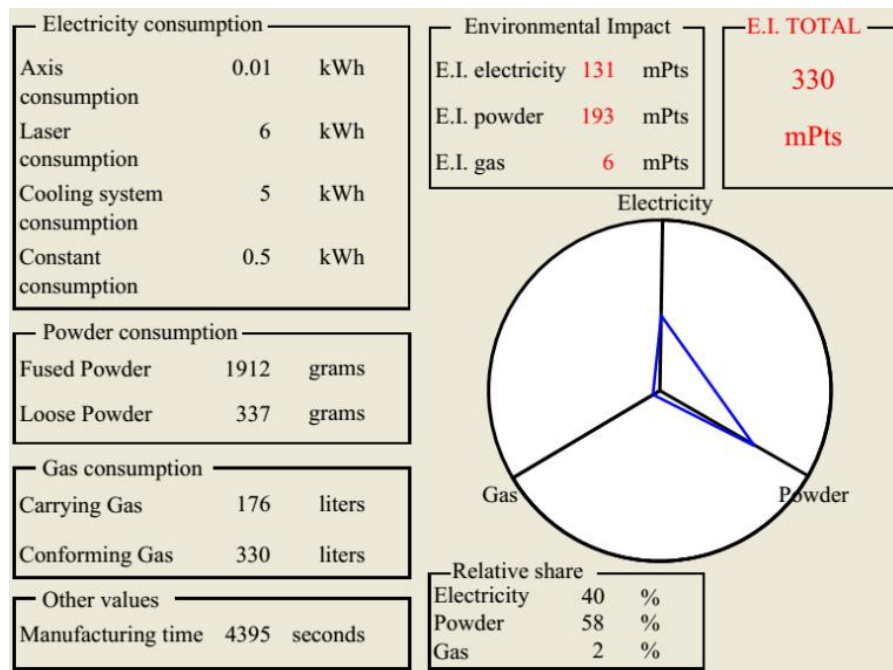 Electricity consumption
Axis 0.01 kWh
consumption
Laser 6 kWh
consumption
Cooling system 5 kWh
consumption
Constant 0.5 kWh
consumption
Powder consumption
Fused Powder 1912 grams
Loose Powder 337 grams
Gas consumption
Carrying Gas 176 liters
Conforming Gas 330 liters
Other values
Manufacturing time 4395 seconds
Environmental Impact
E.I. electricity 131 mPts
E.I. powder 193 mPts
E.I. gas 6 mPts
E.I. TOTAL
330
mPts
Electricity
Gas
Powder
Relative share
Electricity 40 %
Powder 58 %
Gas 2 %